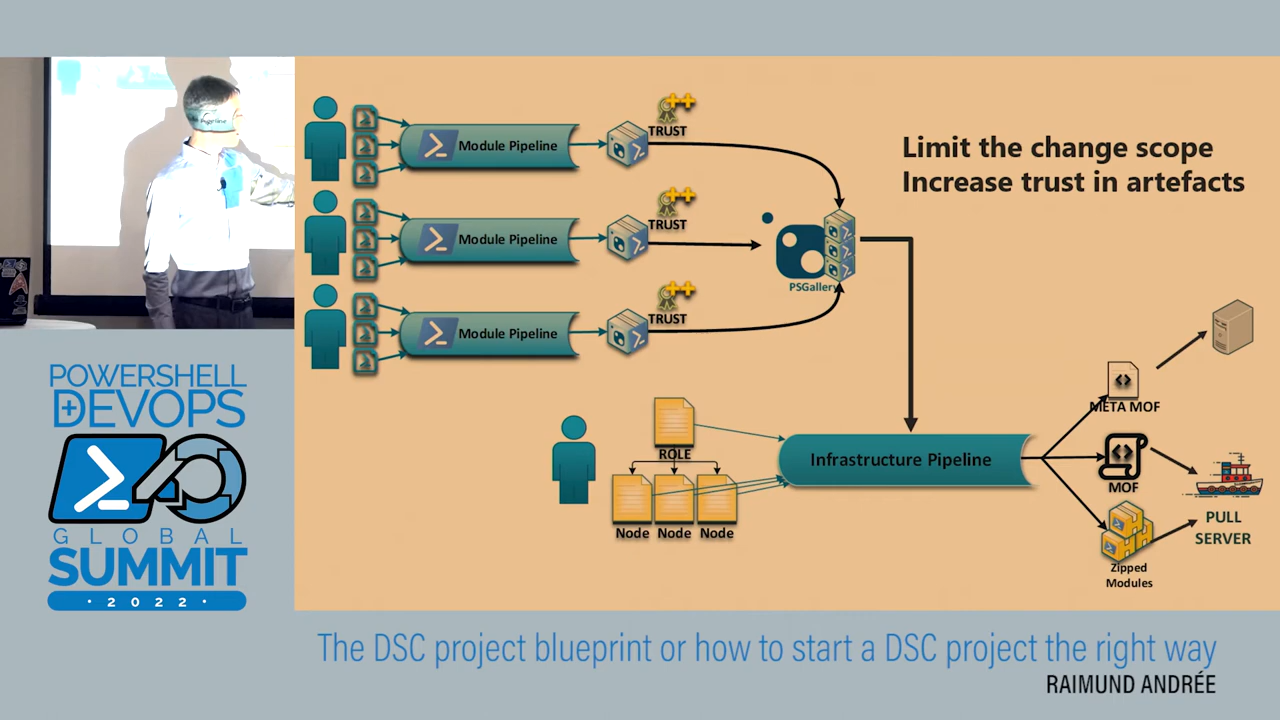 Module Pipeline
TRUST
Limit the change scope
Increase trust in artefacts
Module Pipeline
TRUST
PSGallery
Module Pipeline
TRUST
META MOF
ROLE
Infrastructure Pipeline
MOF
Node Node Node
PULL
SERVER
Zipped
Modules
POWERSHELL
+DEVOPS
GLOBAL
SUMMIT
· 2022 ·
The DSC project blueprint or how to start a DSC project the right way
RAIMUND ANDRÉE